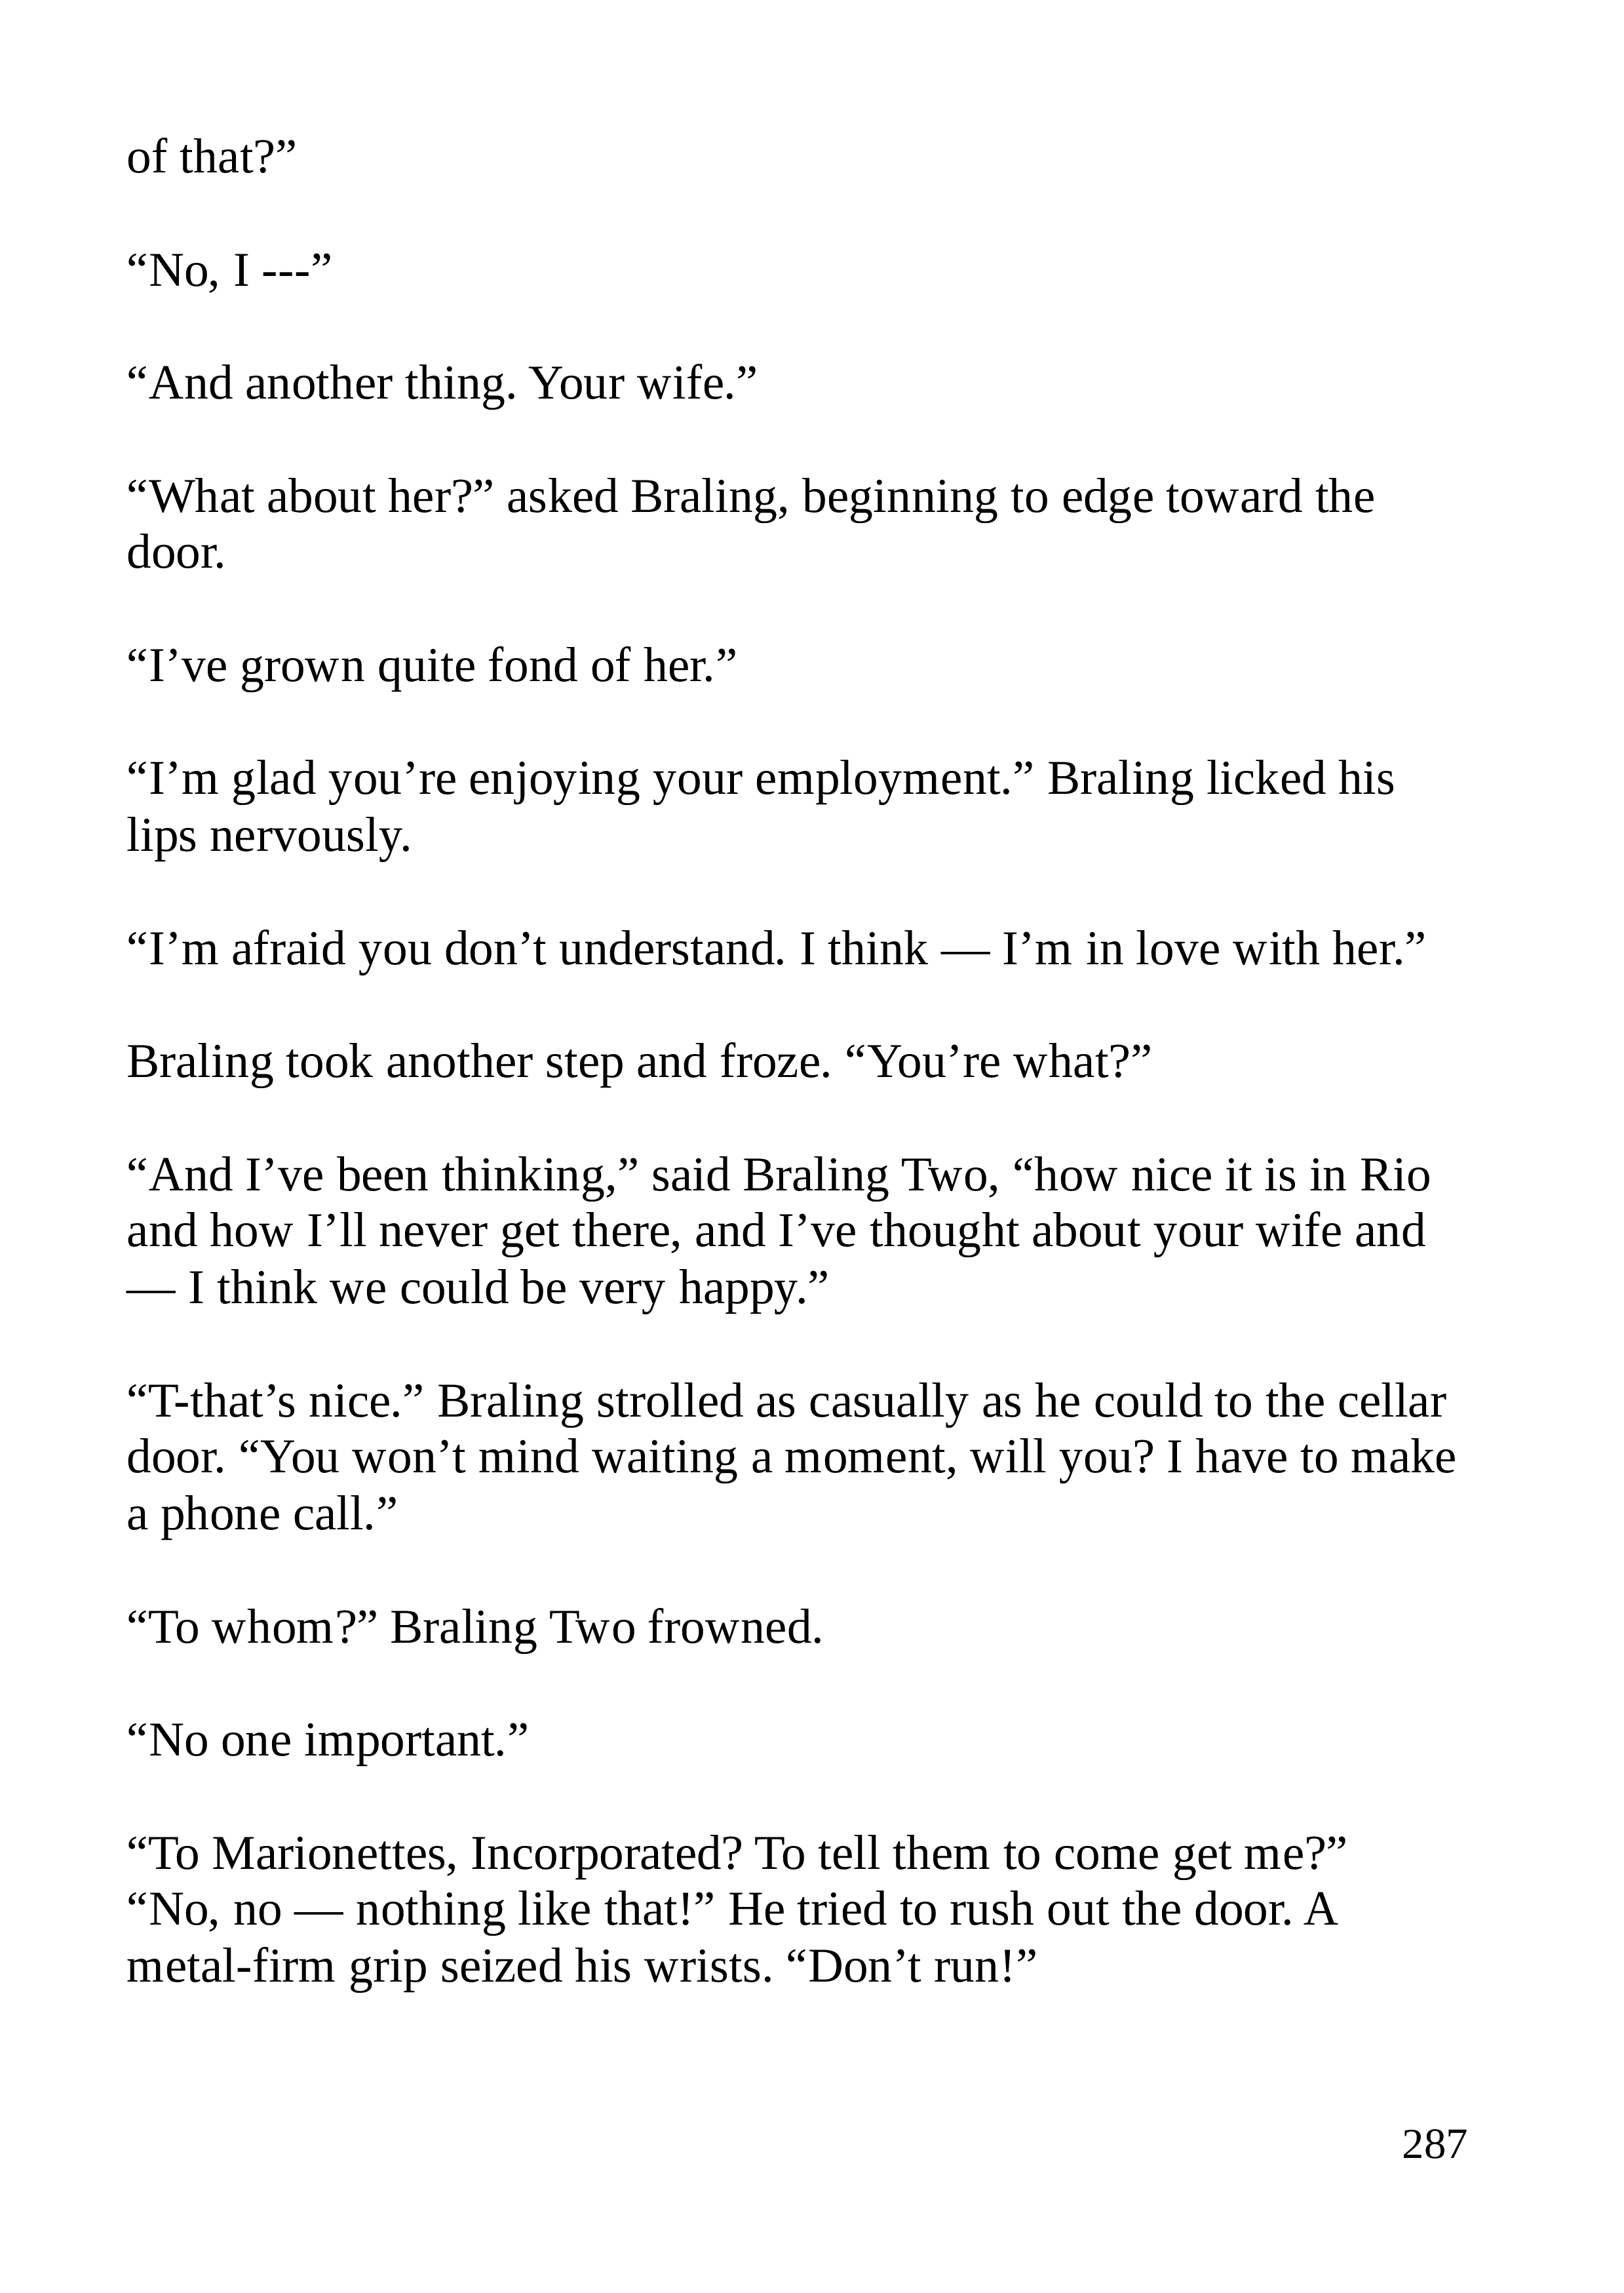 of that?”
“No, I ---”
“And another thing. Your wife.”
“What about her?” asked Braling, beginning to edge toward the
door.
“I’ve grown quite fond of her.”
“I’m glad you’re enjoying your employment.” Braling licked his
lips nervously.
“I’m afraid you don’t understand. I think — I’m in love with her.”
Braling took another step and froze. “You’re what?”
“And I’ve been thinking,” said Braling Two, “how nice it is in Rio
and how I’ll never get there, and I’ve thought about your wife and
— I think we could be very happy.”
“T-that’s nice.” Braling strolled as casually as he could to the cellar
door. “You won’t mind waiting a moment, will you? I have to make
a phone call.”
“To whom?” Braling Two frowned.
“No one important.”
“To Marionettes, Incorporated? To tell them to come get me?”
“No, no — nothing like that!” He tried to rush out the door. A
metal-firm grip seized his wrists. “Don’t run!”
287